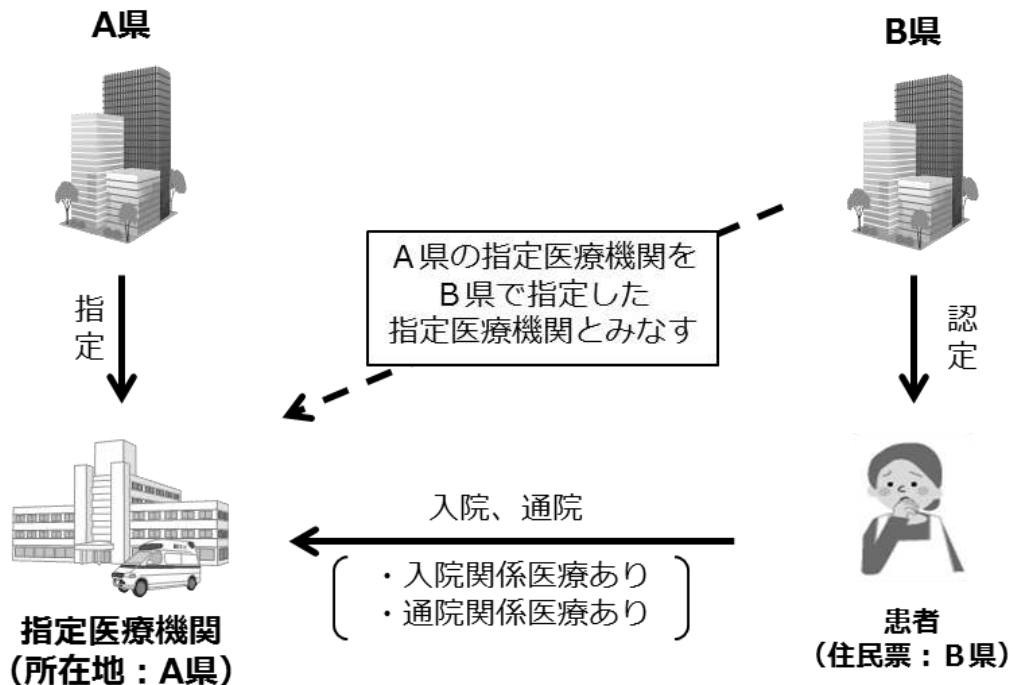 A県
B県
A県の指定医療機関を
B県で指定した
指定医療機関とみなす
指定
認定
入院、通院
・入院関係医療あり
・通院関係医療あり
指定医療機関
（所在地：A県）
患者
（住民票：B県）